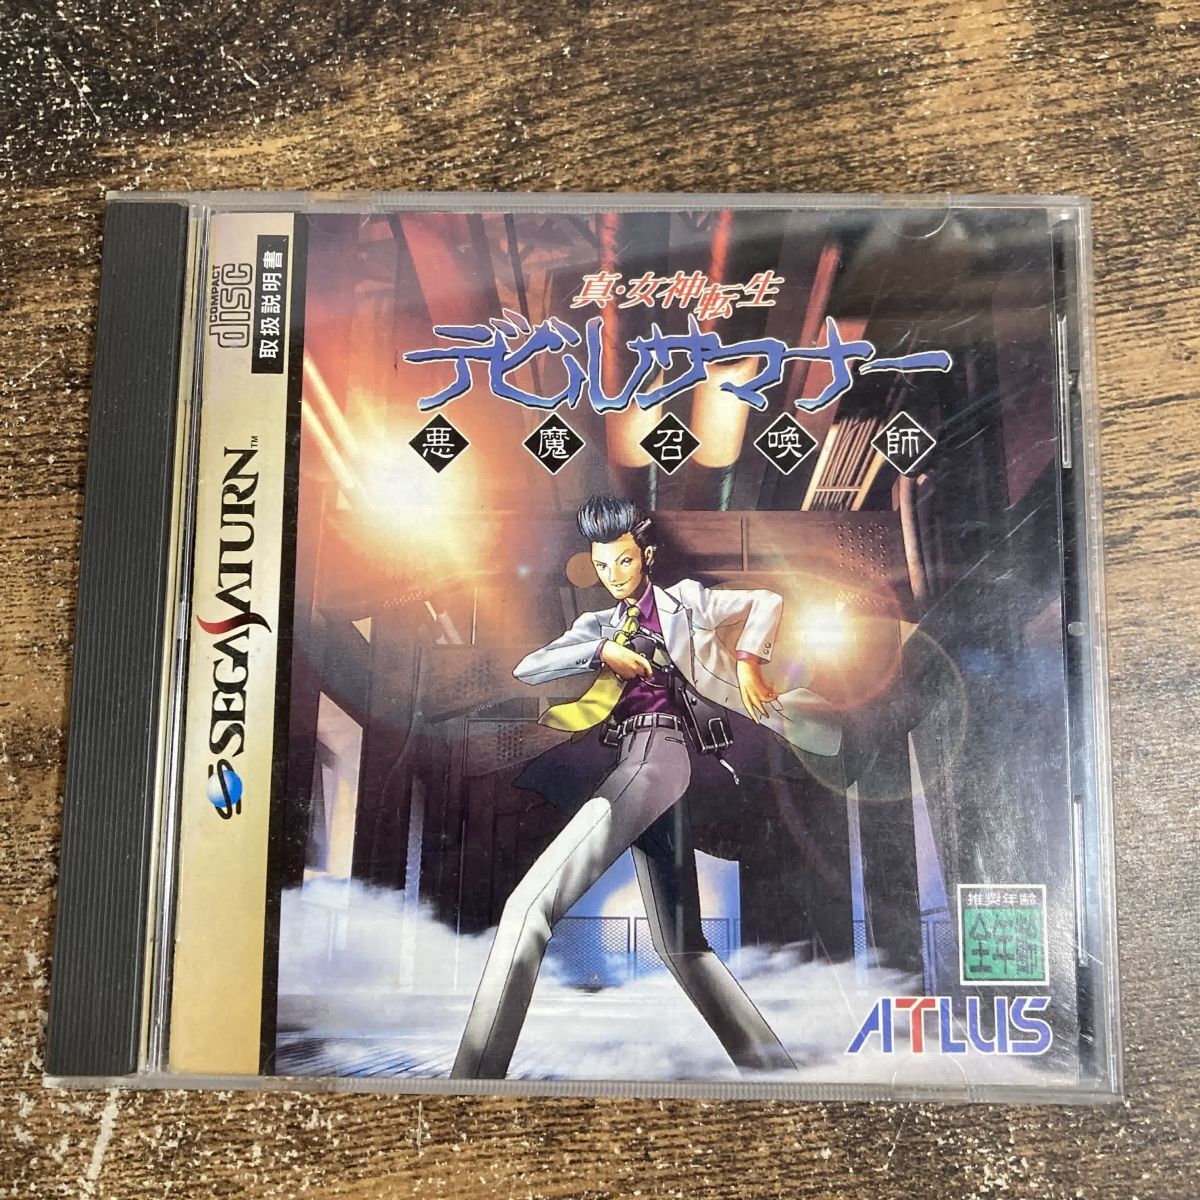 COMPACT
disc
取扱説明書
SEGA SATURN™
真・女神転生
デビルサマナー
悪魔召喚師
推奨年齢
全年齢
ATLUS